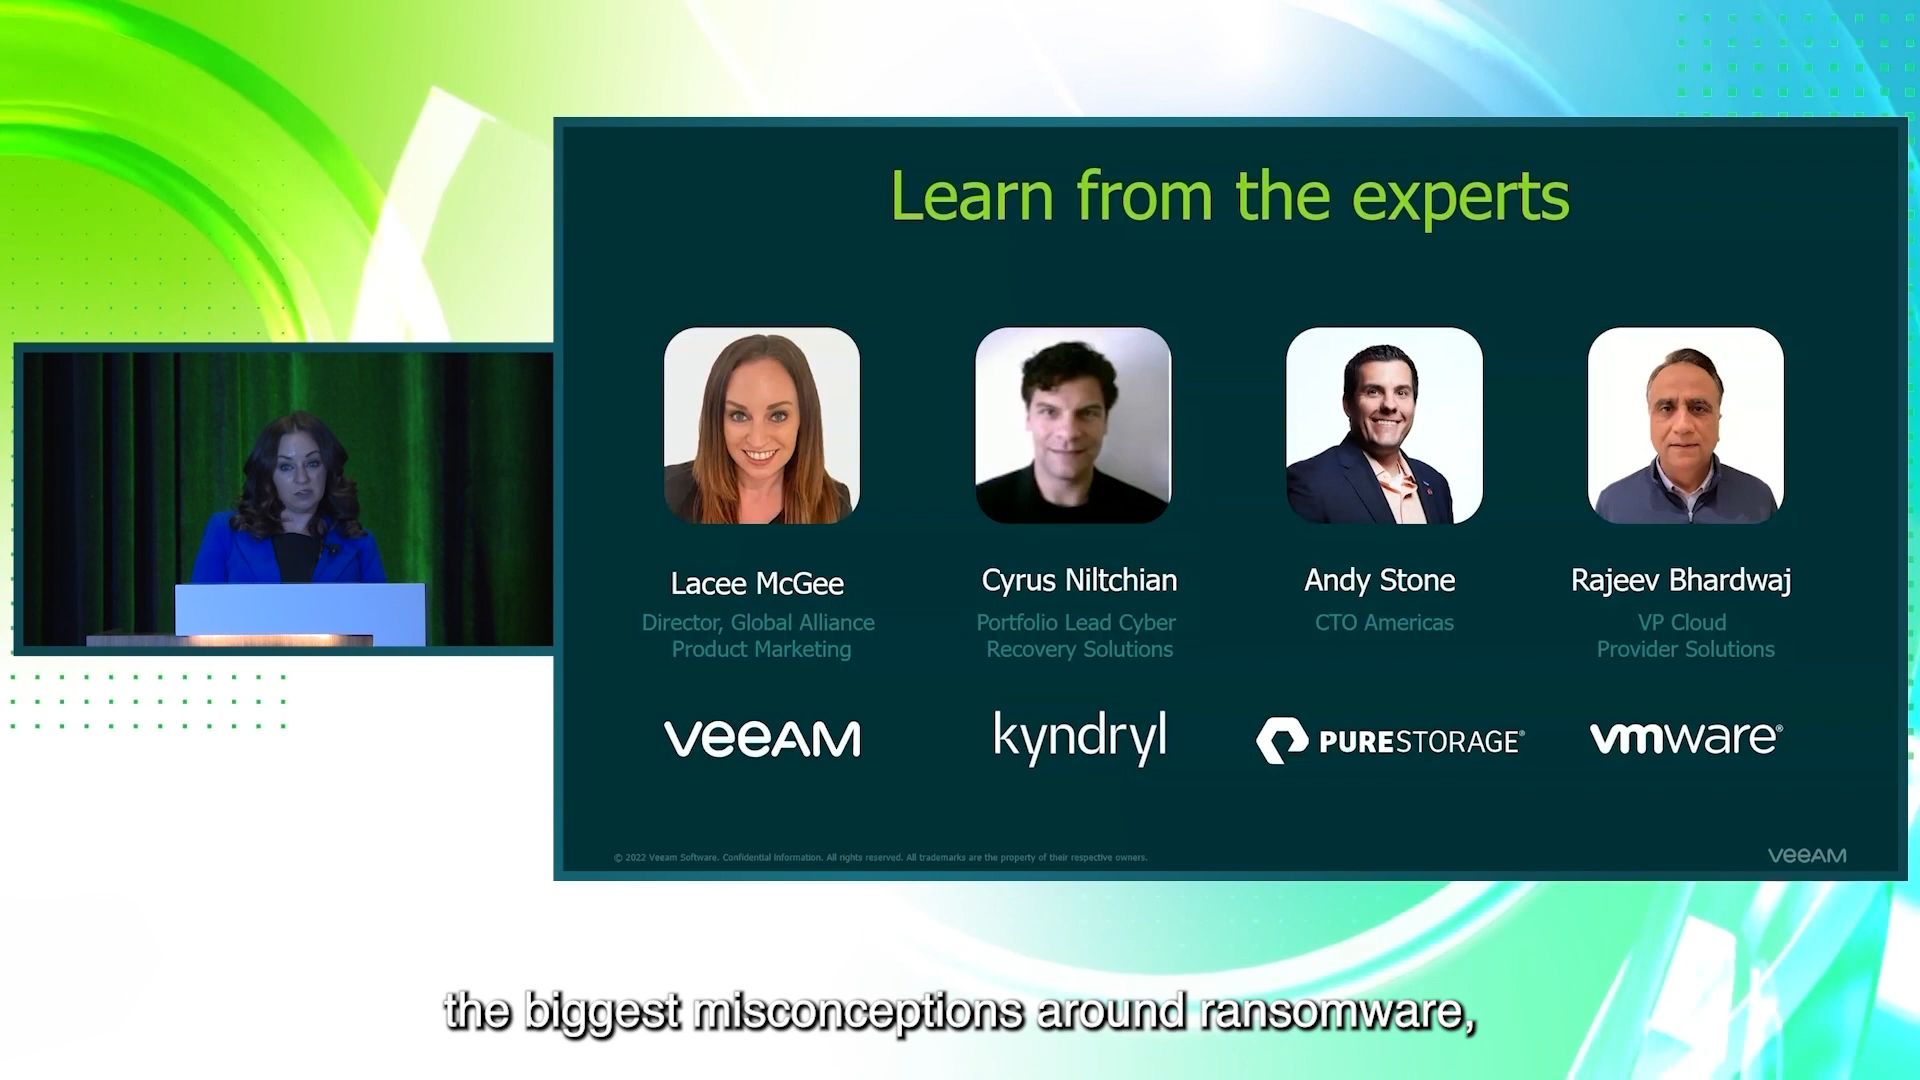 Learn from the experts
Lacee McGee
Director, Global Alliance
Product Marketing
veeAM
Cyrus Niltchian
Portfolio Lead Cyber
Recovery Solutions
kyndryl
Andy Stone
CTO Americas
PURESTORAGE®
Rajeev Bhardwaj
VP Cloud
Provider Solutions
vmware®
© 2022 Veeam Software. Confidential Information. All rights reserved. All trademarks are the property of their respective owners.
veeAM
the biggest misconceptions around ransomware,